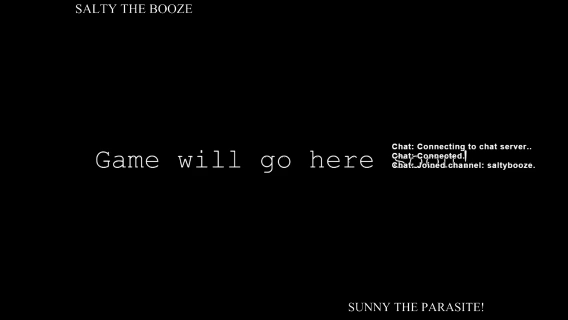 SALTY THE BOOZE
Chat: Connecting to chat server..
Chat: Connected.
Game will go here
Chat: Joined channel: saltybooze.
SUNNY THE PARASITE!